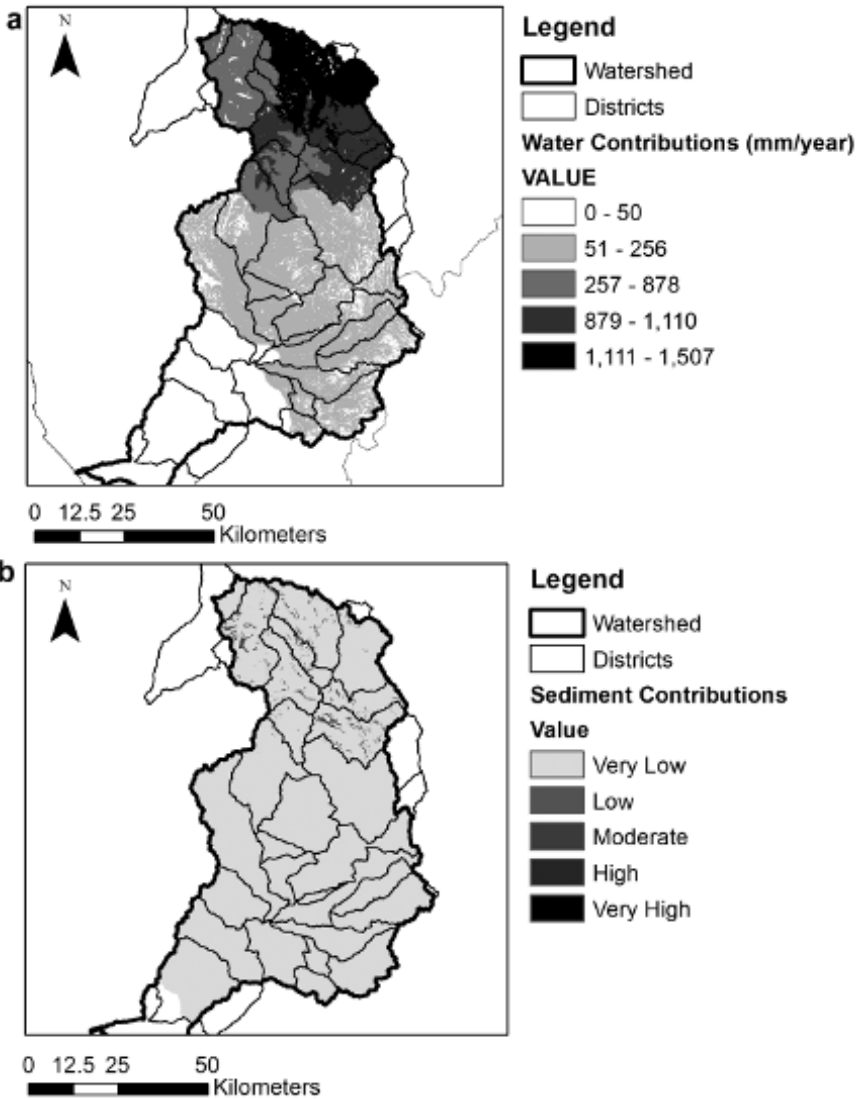 a
N
Legend
Watershed
Districts
Water Contributions (mm/year)
VALUE
0 - 50
51 - 256
257 - 878
879 - 1,110
1,111 - 1,507
0 12.5 25 50
Kilometers
b
N
Legend
Watershed
Districts
Sediment Contributions
Value
Very Low
Low
Moderate
High
Very High
0 12.5 25 50
Kilometers